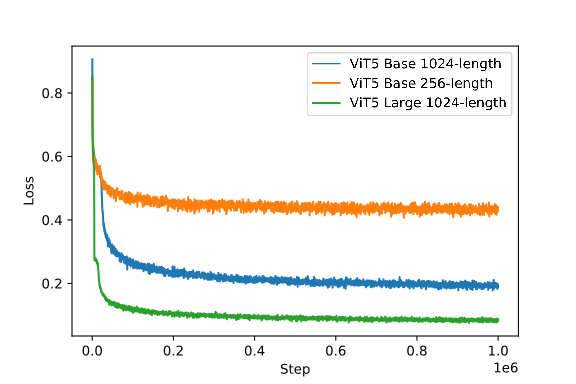 ViT5 Base 1024-length
ViT5 Base 256-length
ViT5 Large 1024-length
Loss
0.8
0.6
0.4
0.2
0.0 0.2 0.4 0.6 0.8 1.0
1e6
Step